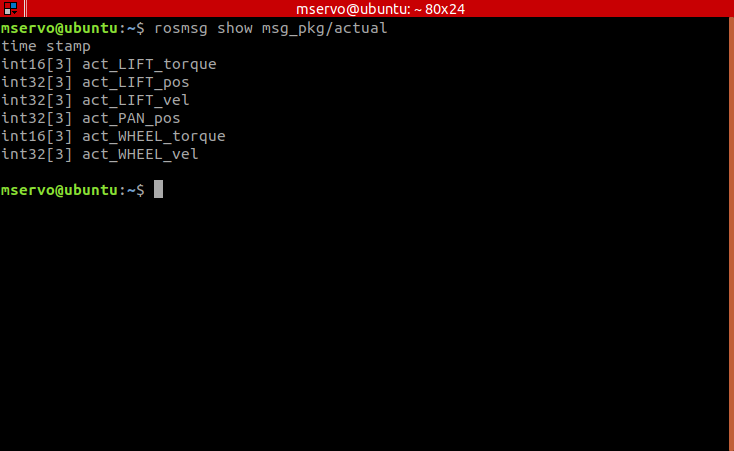 mservo@ubuntu: ~ 80x24
mservo@ubuntu:~$ rosmsg show msg_pkg/actual
time stamp
int16[3] act_LIFT_torque
int32[3] act_LIFT_pos
int32[3] act_LIFT_vel
int32[3] act_PAN_pos
int16[3] act_WHEEL_torque
int32[3] act_WHEEL_vel
mservo@ubuntu:~$